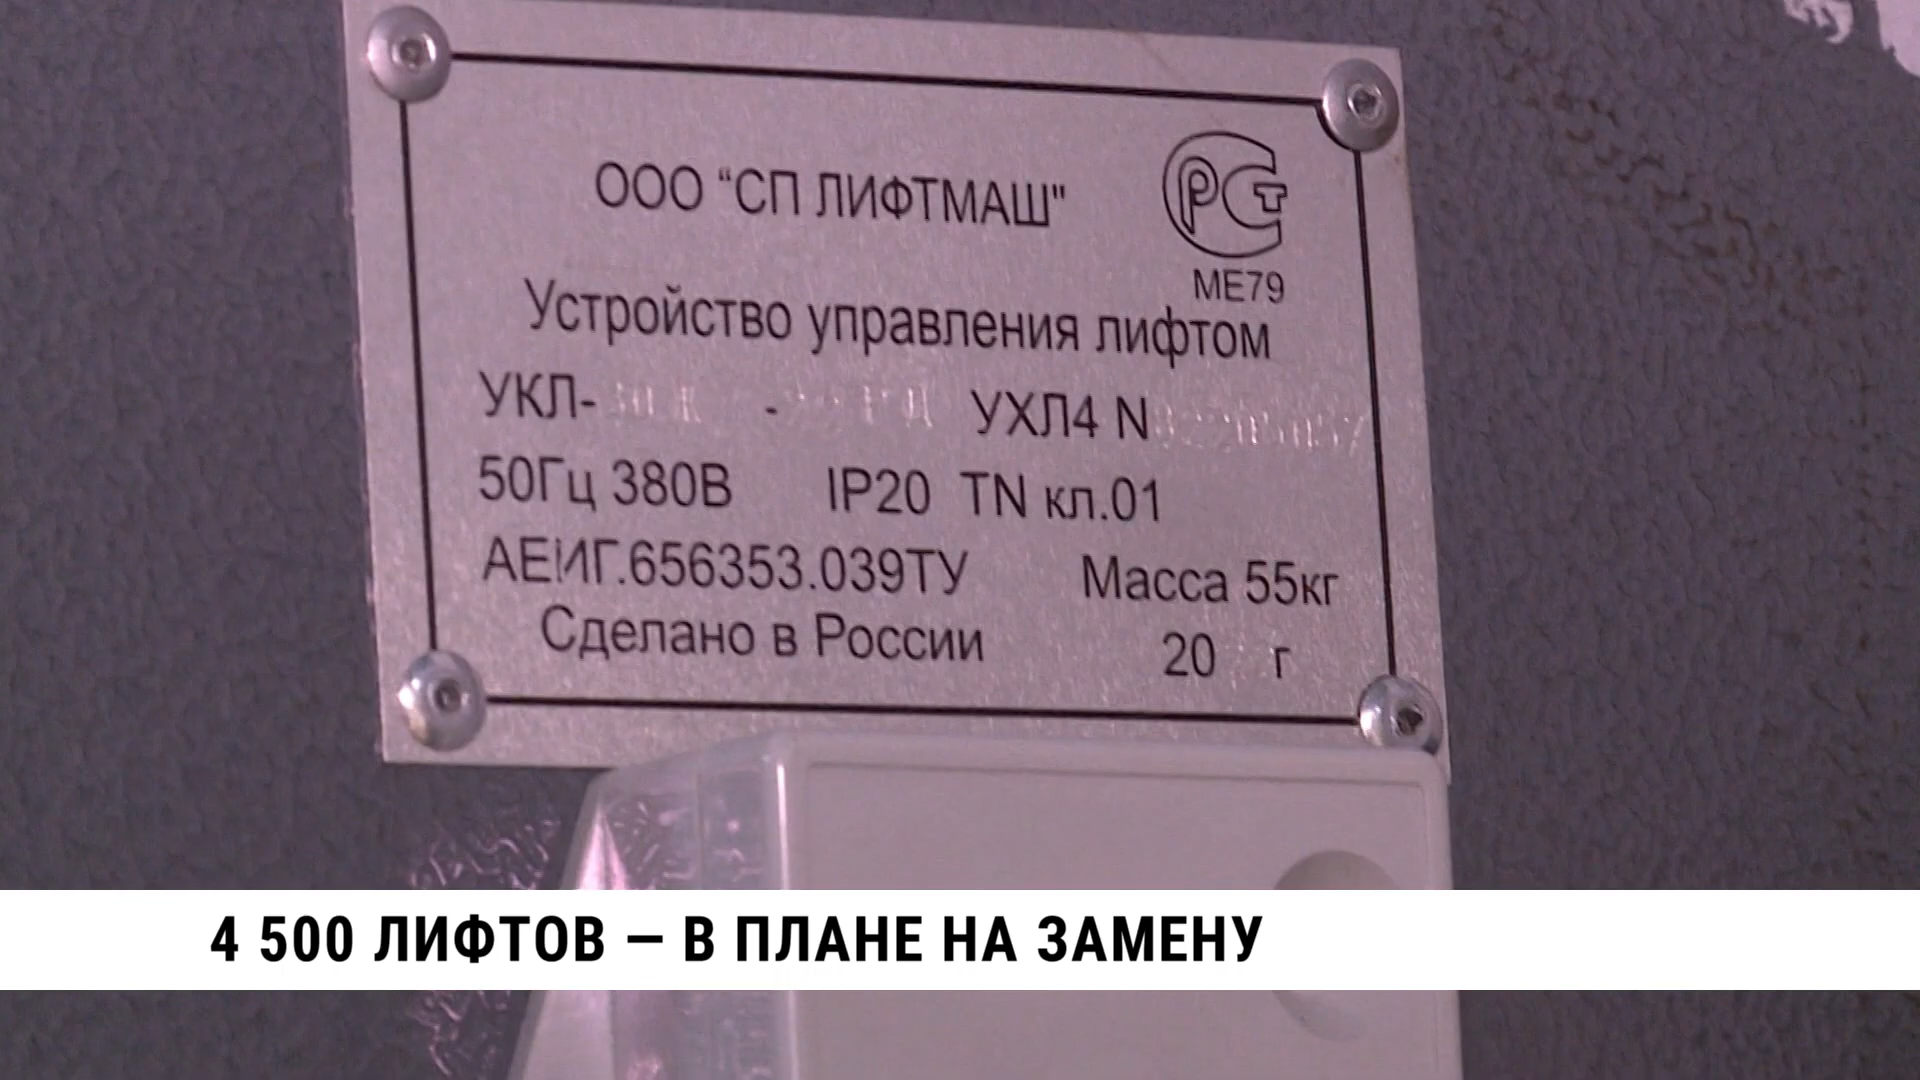 ООО “СП ЛИФТМАШ"
РСТ
МЕ79
Устройство управления лифтом
УКЛ- - УХЛ4 N
50Гц 380В IP20 TN кл.01
АЕИГ.656353.039ТУ Масса 55кг
Сделано в России 20 г
4 500 ЛИФТОВ — В ПЛАНЕ НА ЗАМЕНУ